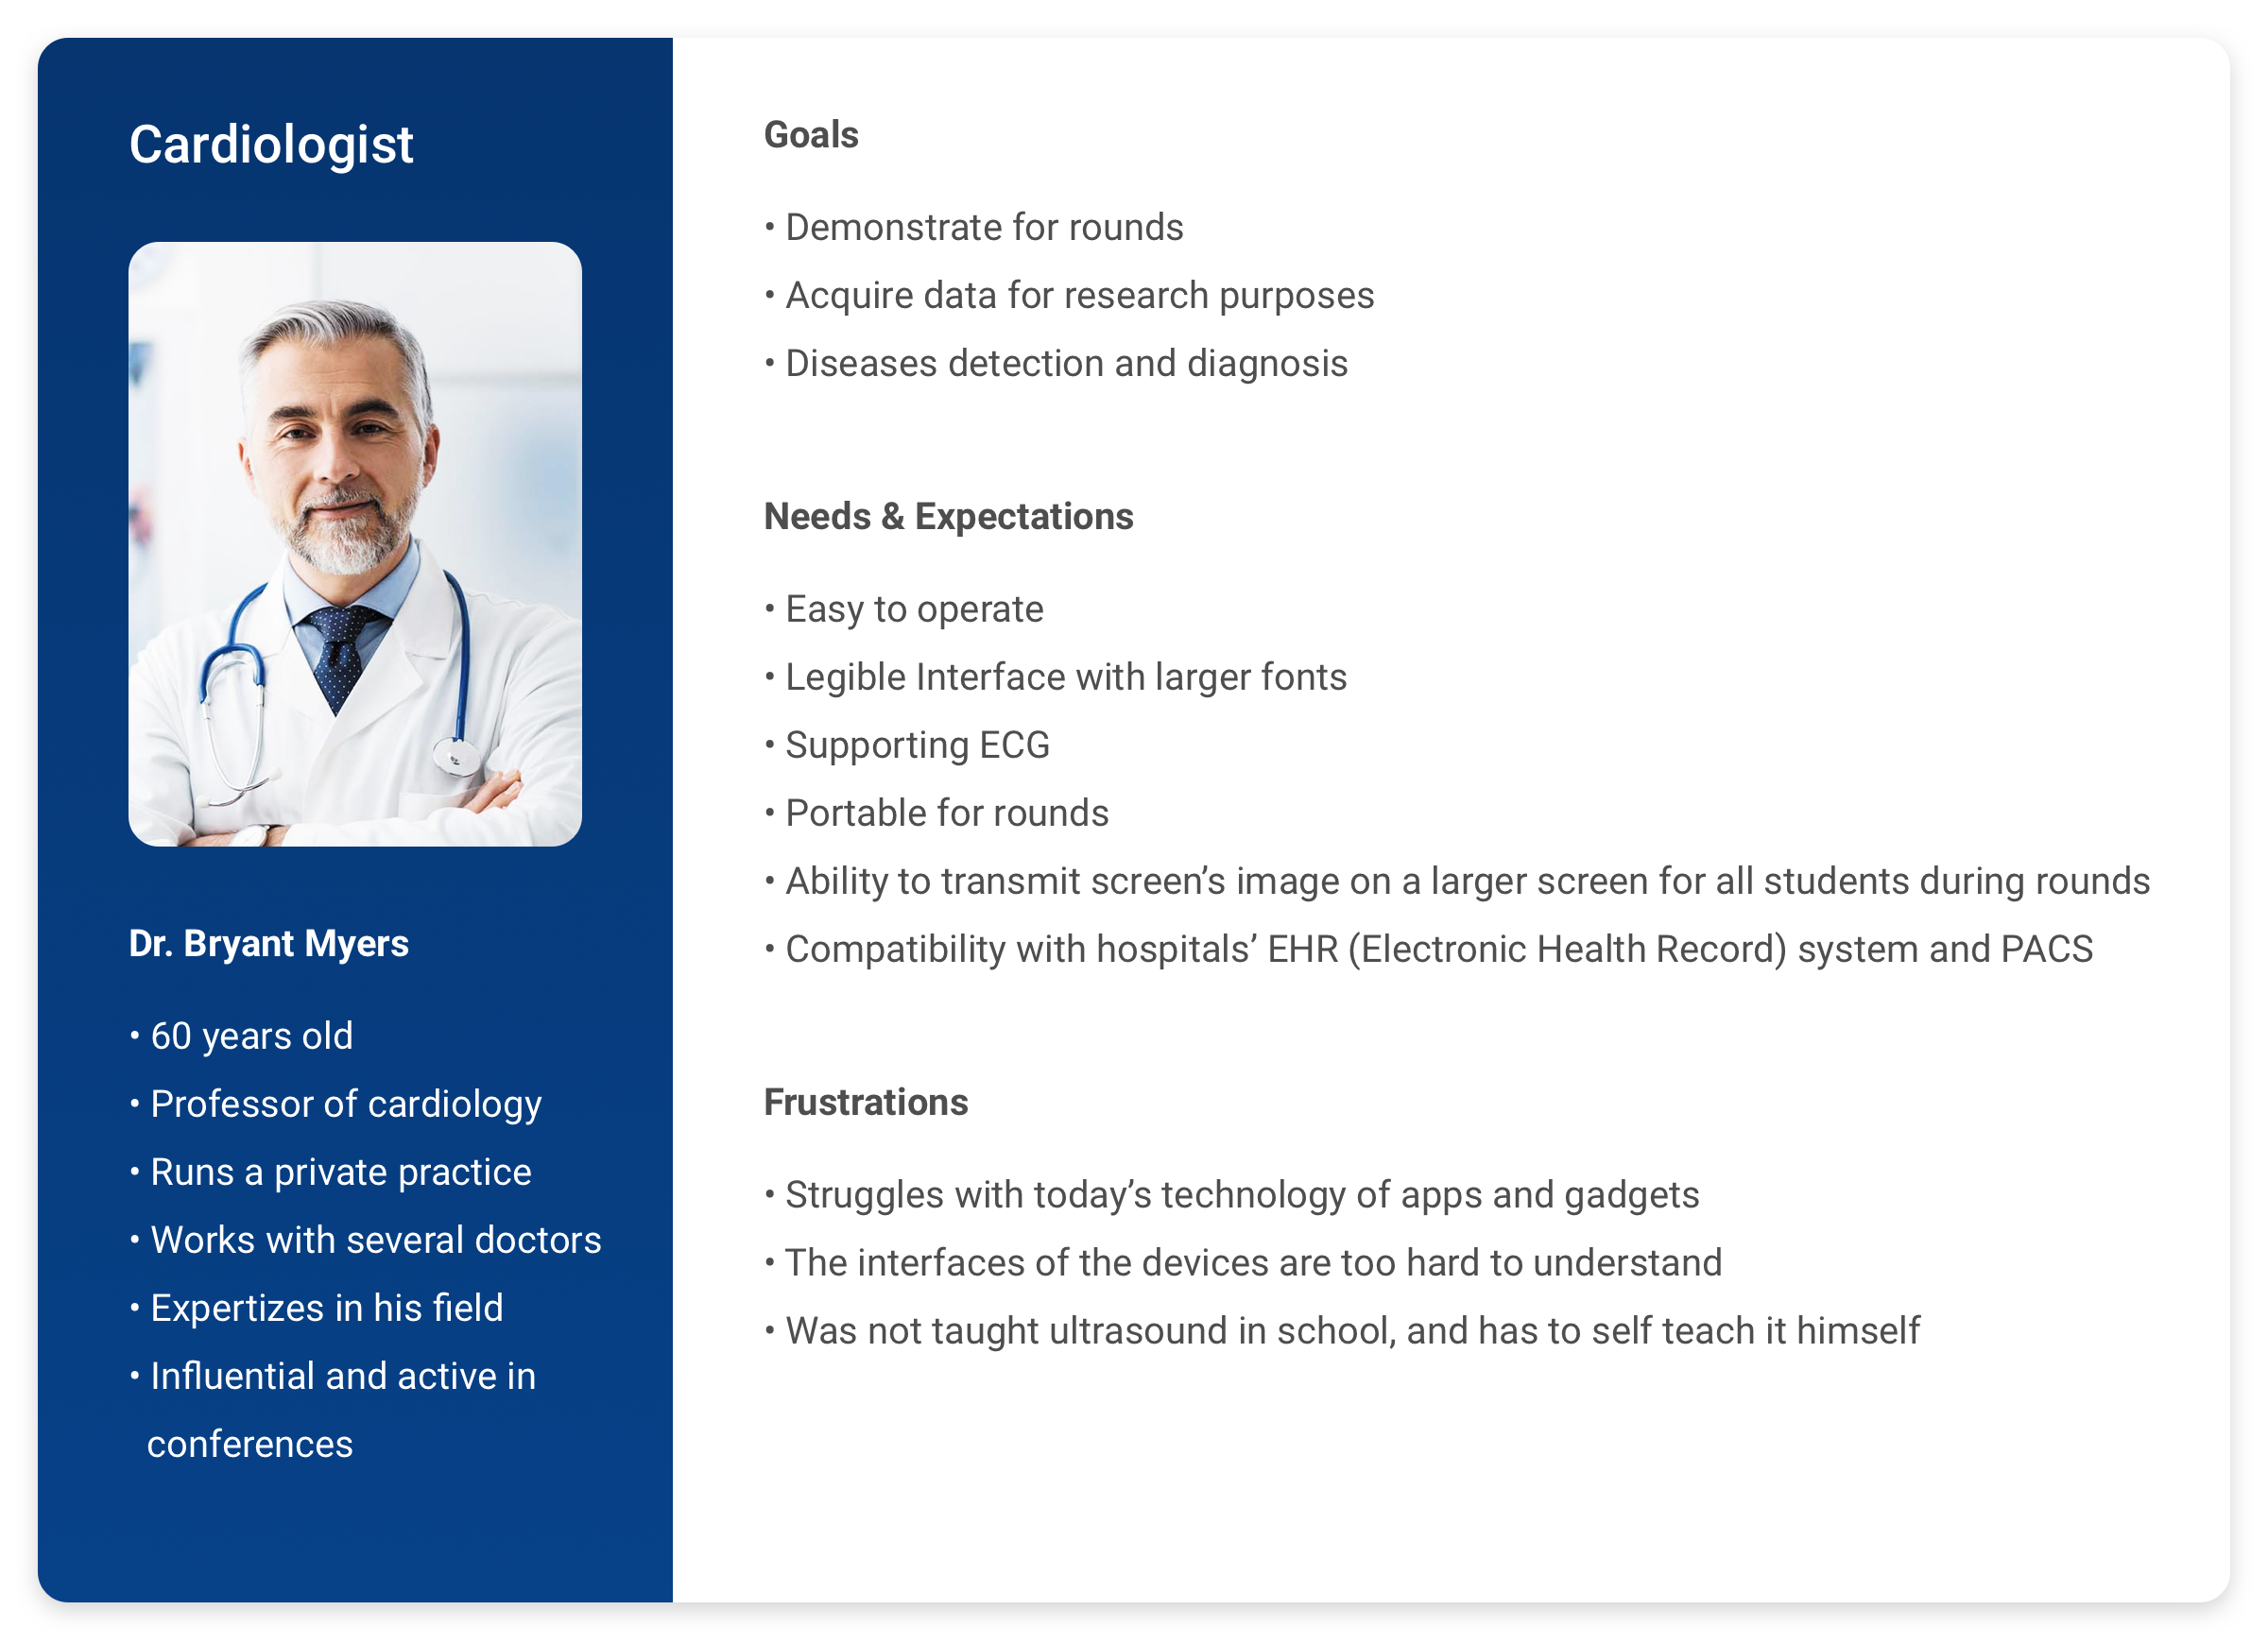 Cardiologist
Dr. Bryant Myers
• 60 years old
• Professor of cardiology
• Runs a private practice
• Works with several doctors
• Expertizes in his field
• Influential and active in
conferences
Goals
• Demonstrate for rounds
• Acquire data for research purposes
• Diseases detection and diagnosis
Needs & Expectations
• Easy to operate
• Legible Interface with larger fonts
• Supporting ECG
• Portable for rounds
• Ability to transmit screen’s image on a larger screen for all students during rounds
• Compatibility with hospitals’ EHR (Electronic Health Record) system and PACS
Frustrations
• Struggles with today’s technology of apps and gadgets
• The interfaces of the devices are too hard to understand
• Was not taught ultrasound in school, and has to self teach it himself